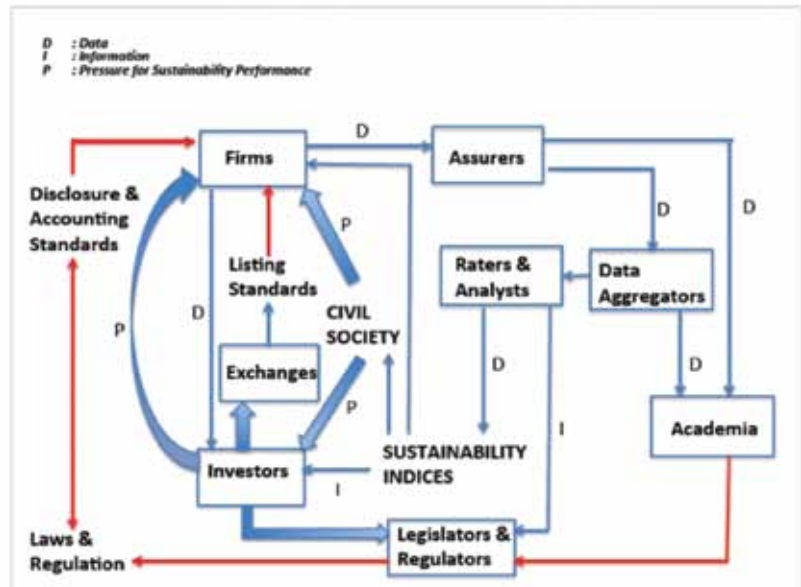 D : Data
I : Information
P : Pressure for Sustainability Performance
D
Firms
Assurers
Disclosure &
Accounting
Standards
P
D
D
Listing
Standards
Raters &
Analysts
Data
Aggregators
CIVIL
SOCIETY
P
D
Exchanges
P
D
D
Academia
I
Investors
SUSTAINABILITY
INDICES
I
Laws &
Regulation
Legislators &
Regulators